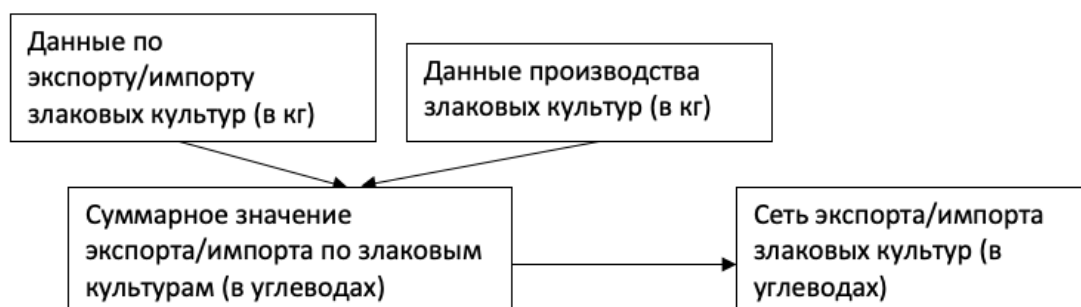 Данные по
экспорту/импорту
злаковых культур (в кг)
Данные производства
злаковых культур (в кг)
Суммарное значение
экспорта/импорта по злаковым
культурам (в углеводах)
Сеть экспорта/импорта
злаковых культур (в
углеводах)